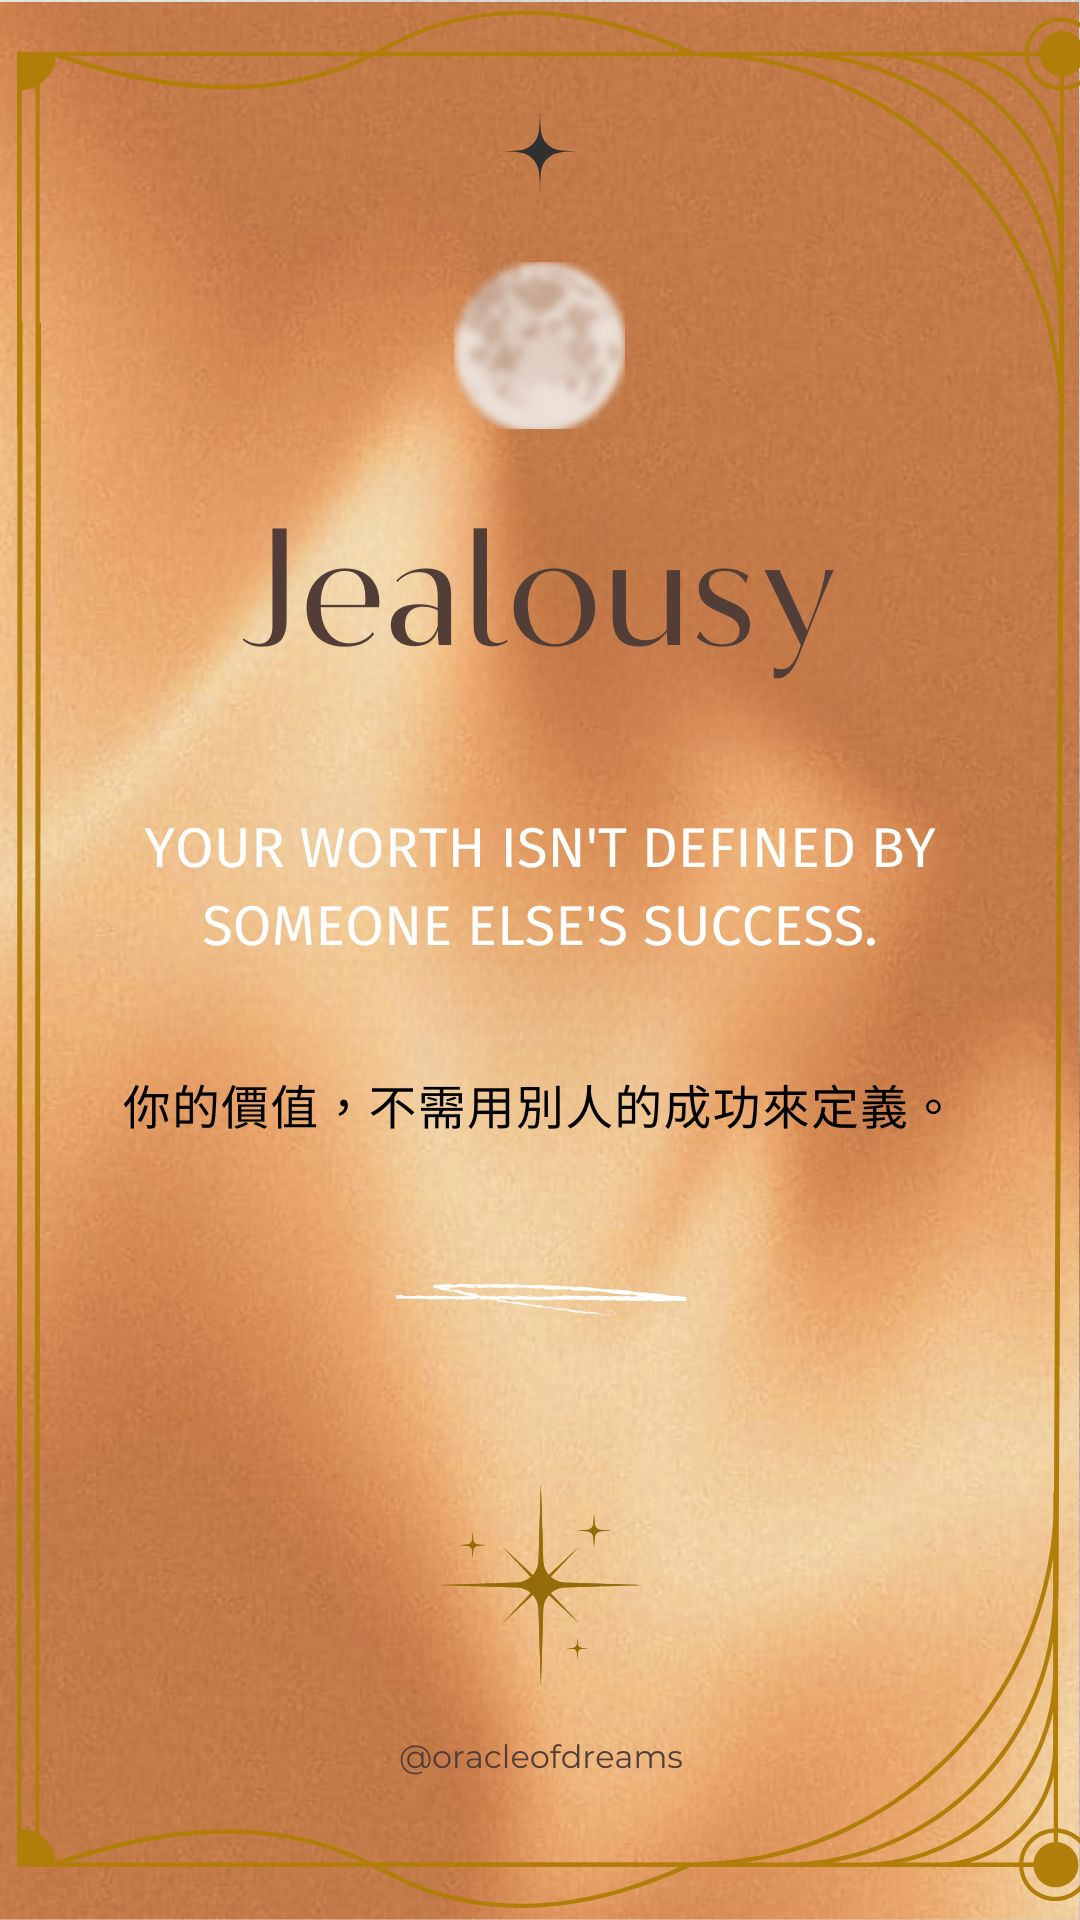 Jealousy
YOUR WORTH ISN'T DEFINED BY
SOMEONE ELSE'S SUCCESS.
你的價值，不需用別人的成功來定義。
@oracleofdreams